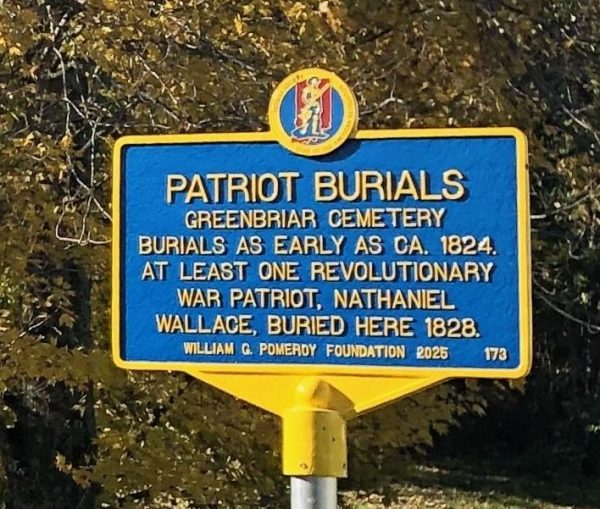 PATRIOT BURIALS
GREENBRIAR CEMETERY
BURIALS AS EARLY AS CA. 1824.
AT LEAST ONE REVOLUTIONARY
WAR PATRIOT, NATHANIEL
WALLACE, BURIED HERE 1828.
WILLIAM G. POMEROY FOUNDATION 2025 173